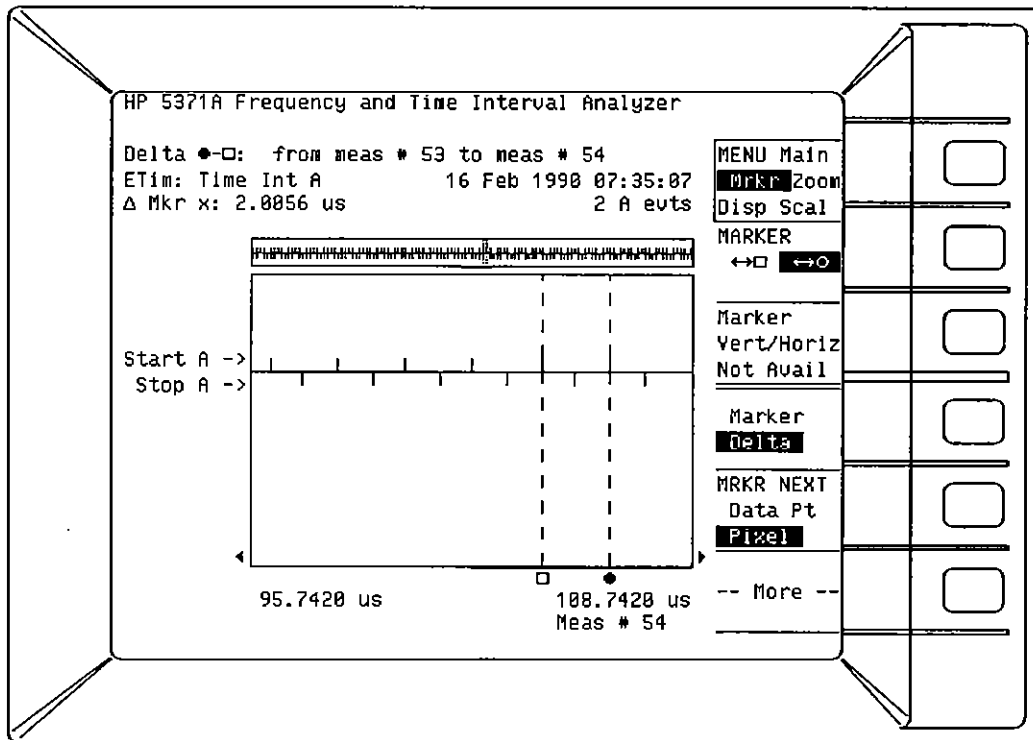 HP 5371A Frequency and Time Interval Analyzer
Delta ●-□: from meas # 53 to meas # 54
ETim: Time Int A 16 Feb 1990 07:35:07
Δ Mkr x: 2.0056 us 2 A evts
Start A ->
Stop A ->
95.7420 us
108.7420 us
Meas # 54
MENU Main
Mrkr Zoom
Disp Scal
MARKER
↔□ ↔○
Marker
Vert/Horiz
Not Avail
Marker
Delta
MRKR NEXT
Data Pt
Pixel
-- More --